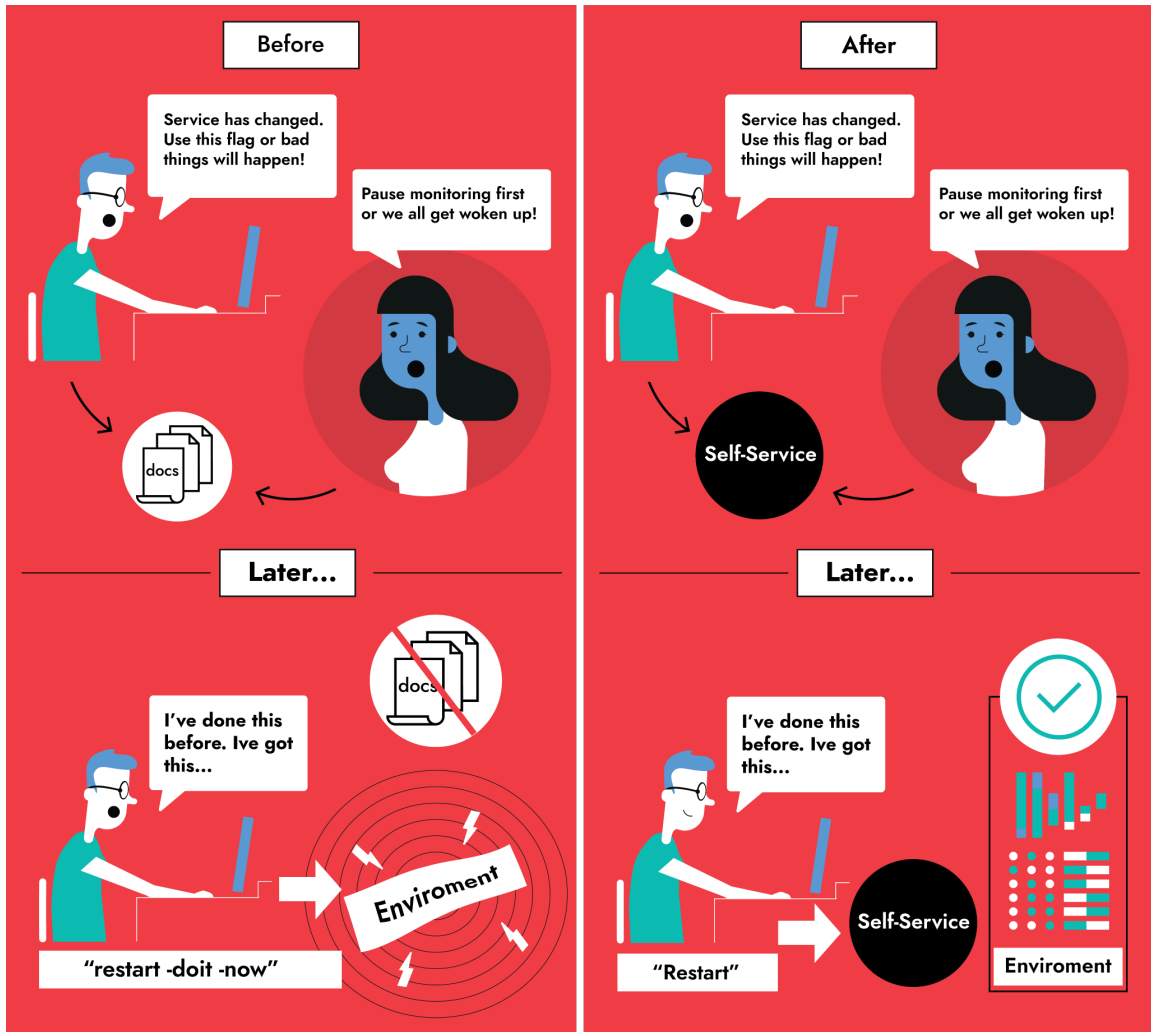 Before
Service has changed.
Use this flag or bad
things will happen!
Pause monitoring first
or we all get woken up!
docs
Later...
docs
I've done this
before. Ive got
this...
Enviroment
"restart -doit -now"
After
Service has changed.
Use this flag or bad
things will happen!
Pause monitoring first
or we all get woken up!
Self-Service
Later...
I've done this
before. Ive got
this...
Self-Service
"Restart"
Enviroment